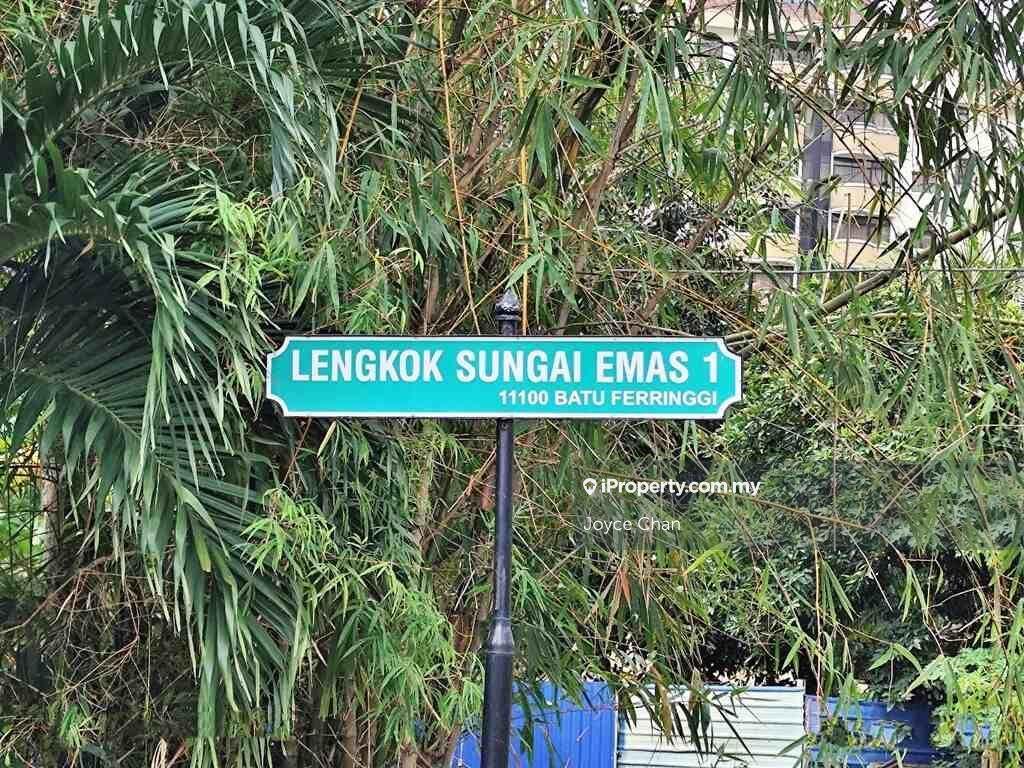 LENGKOK SUNGAI EMAS 1
11100 BATU FERRINGGI
iProperty.com.my
Joyce Chan